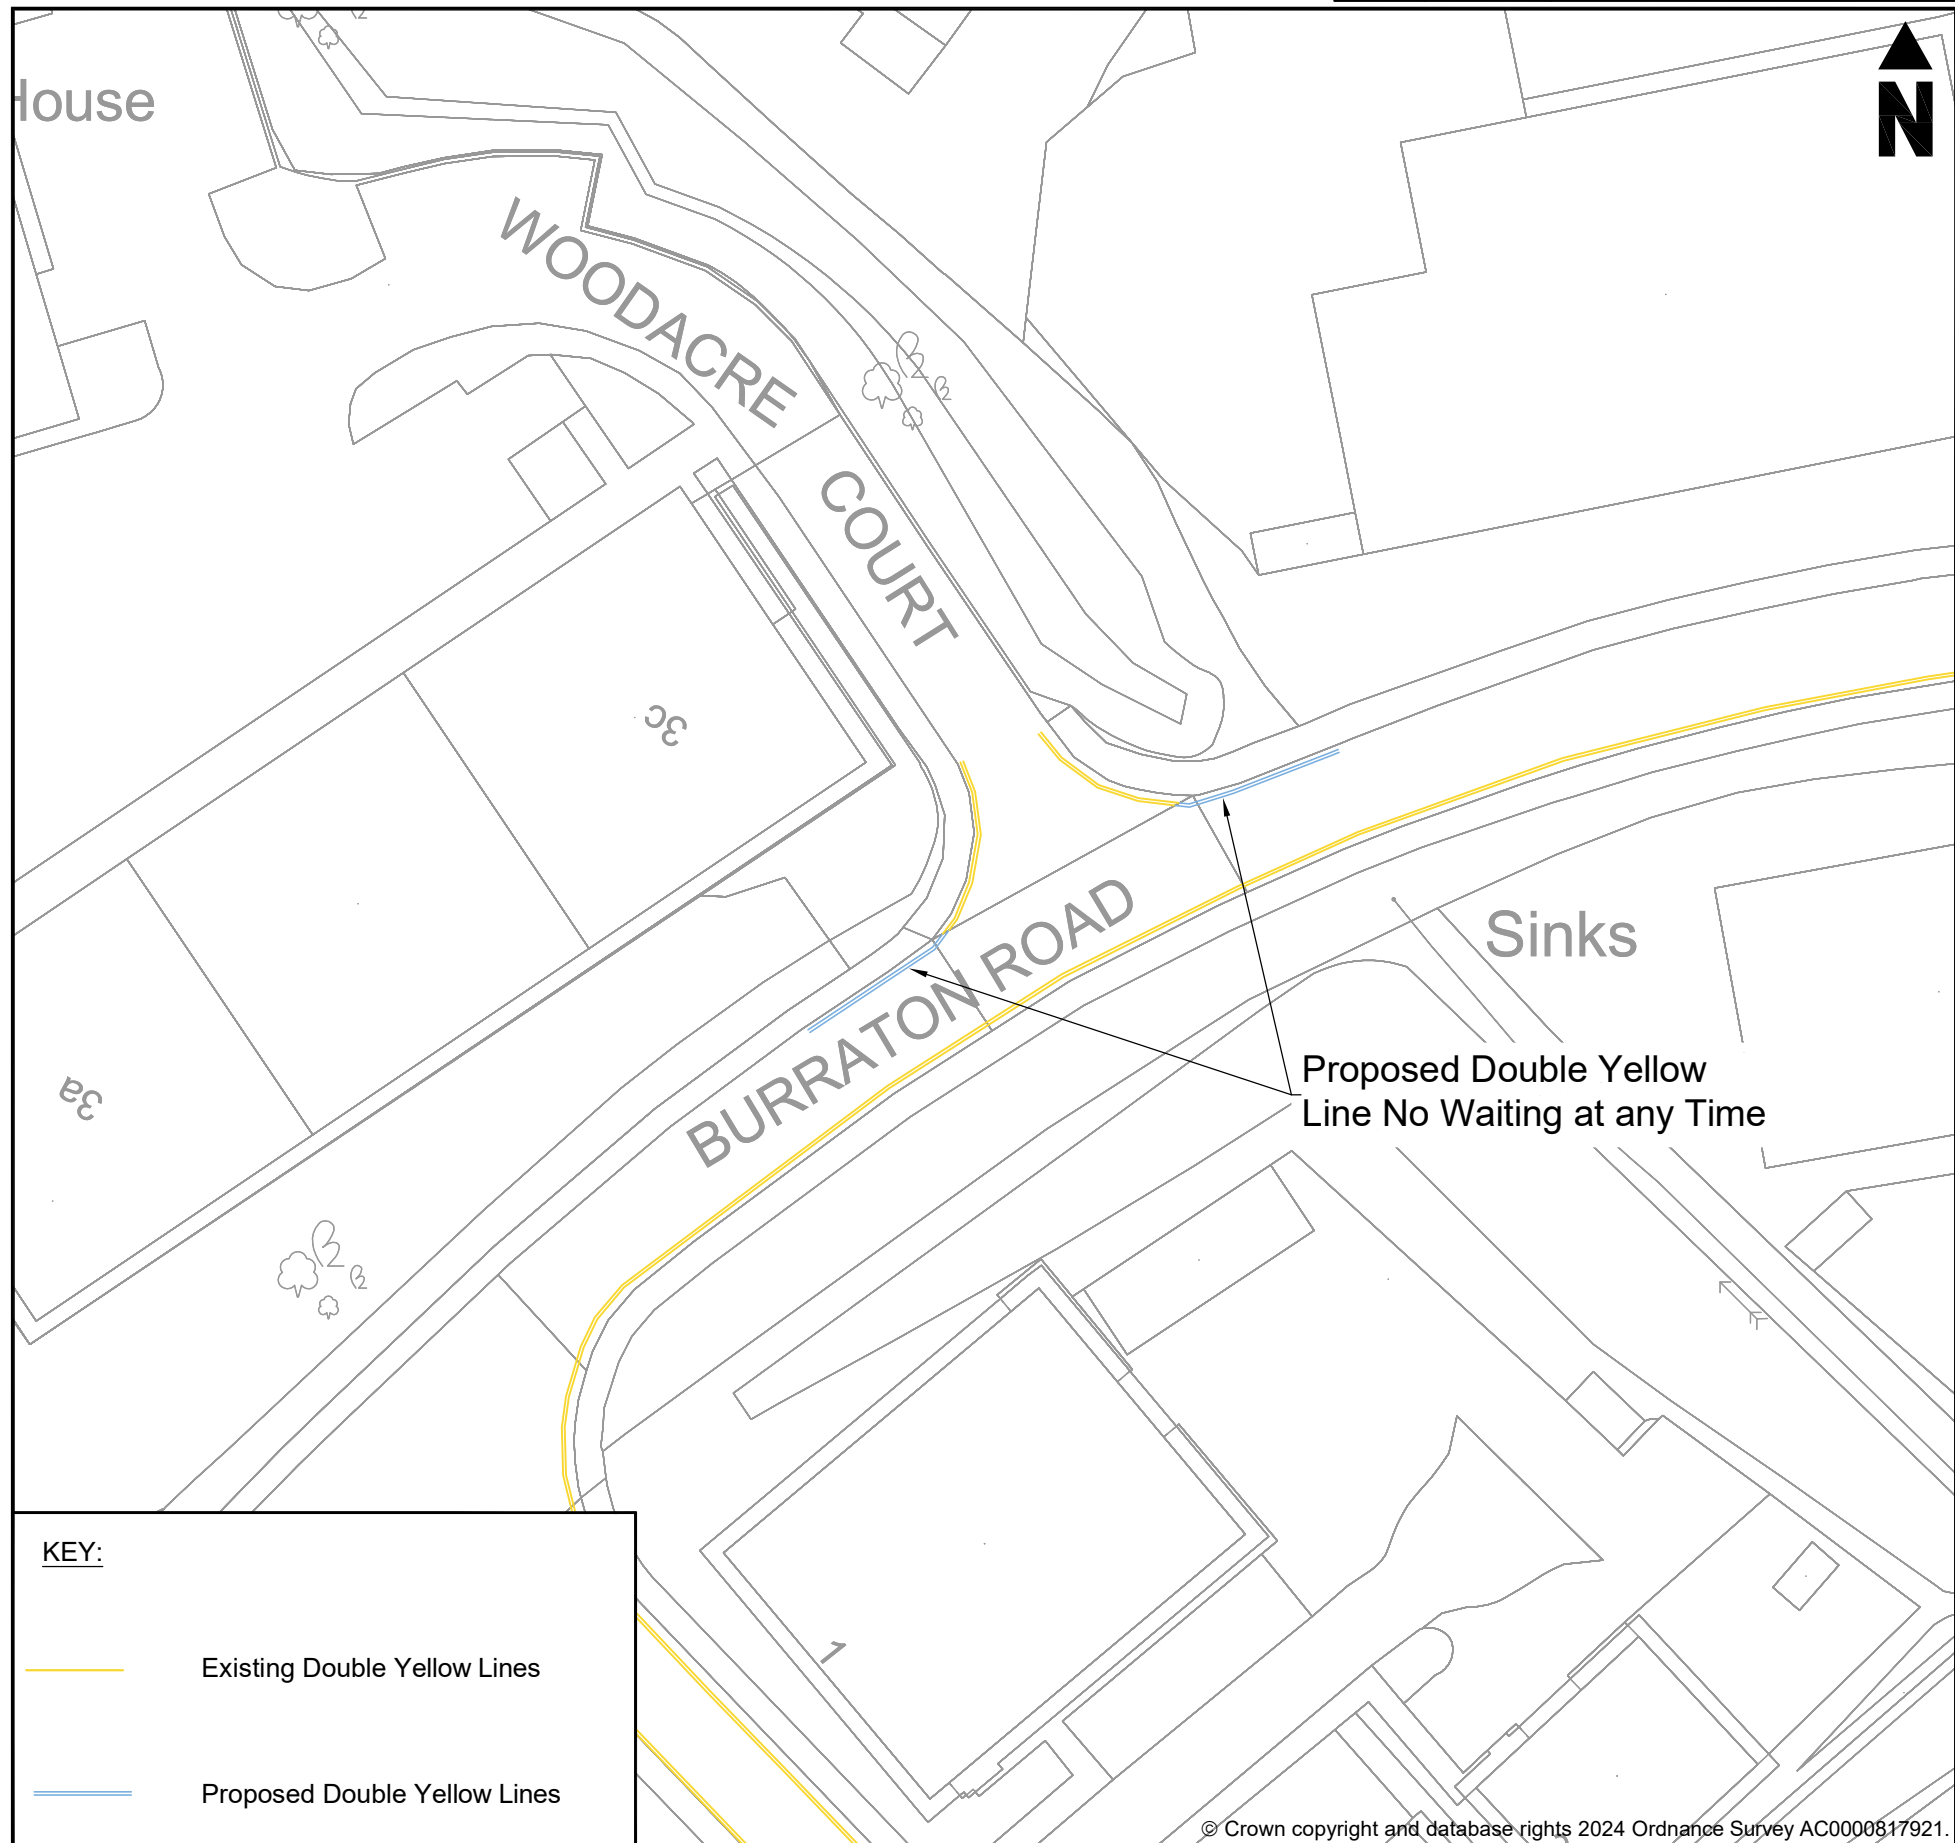 House
N
WOODACRE
COURT
3c
BURRATON ROAD
Sinks
3a
Proposed Double Yellow
Line No Waiting at any Time
1
KEY:
Existing Double Yellow Lines
Proposed Double Yellow Lines
© Crown copyright and database rights 2024 Ordnance Survey AC0000817921.